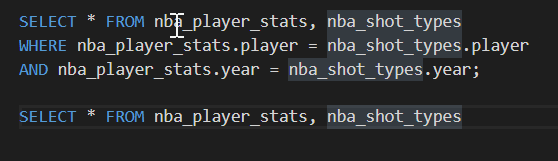 SELECT * FROM nba_player_stats, nba_shot_types
WHERE nba_player_stats.player = nba_shot_types.player
AND nba_player_stats.year = nba_shot_types.year;
SELECT * FROM nba_player_stats, nba_shot_types